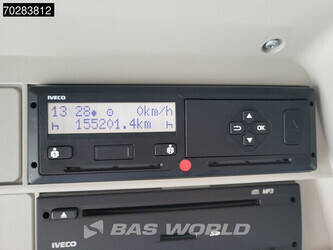 70283812
IVECO
13 28 0km/h
155201.4km
OK
MP3
BAS WORLD
IVECO